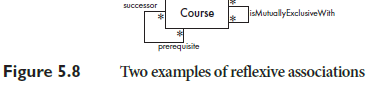 successor
*
Course
*
*
isMutuallyExclusiveWith
*
prerequisite
Figure 5.8 Two examples of reflexive associations